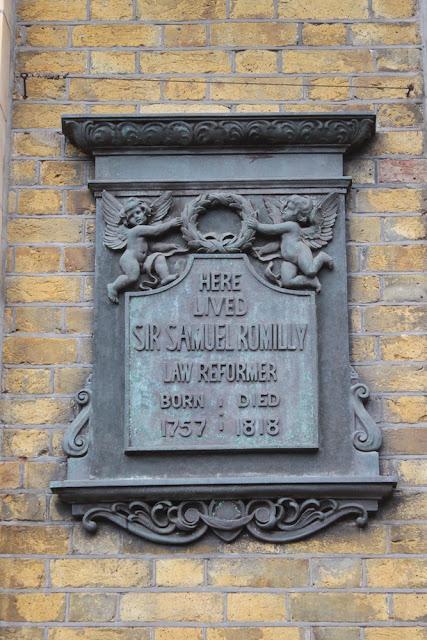 HERE
LIVED
SIR SAMUEL ROMILLY
LAW REFORMER
BORN : DIED
1757 : 1818